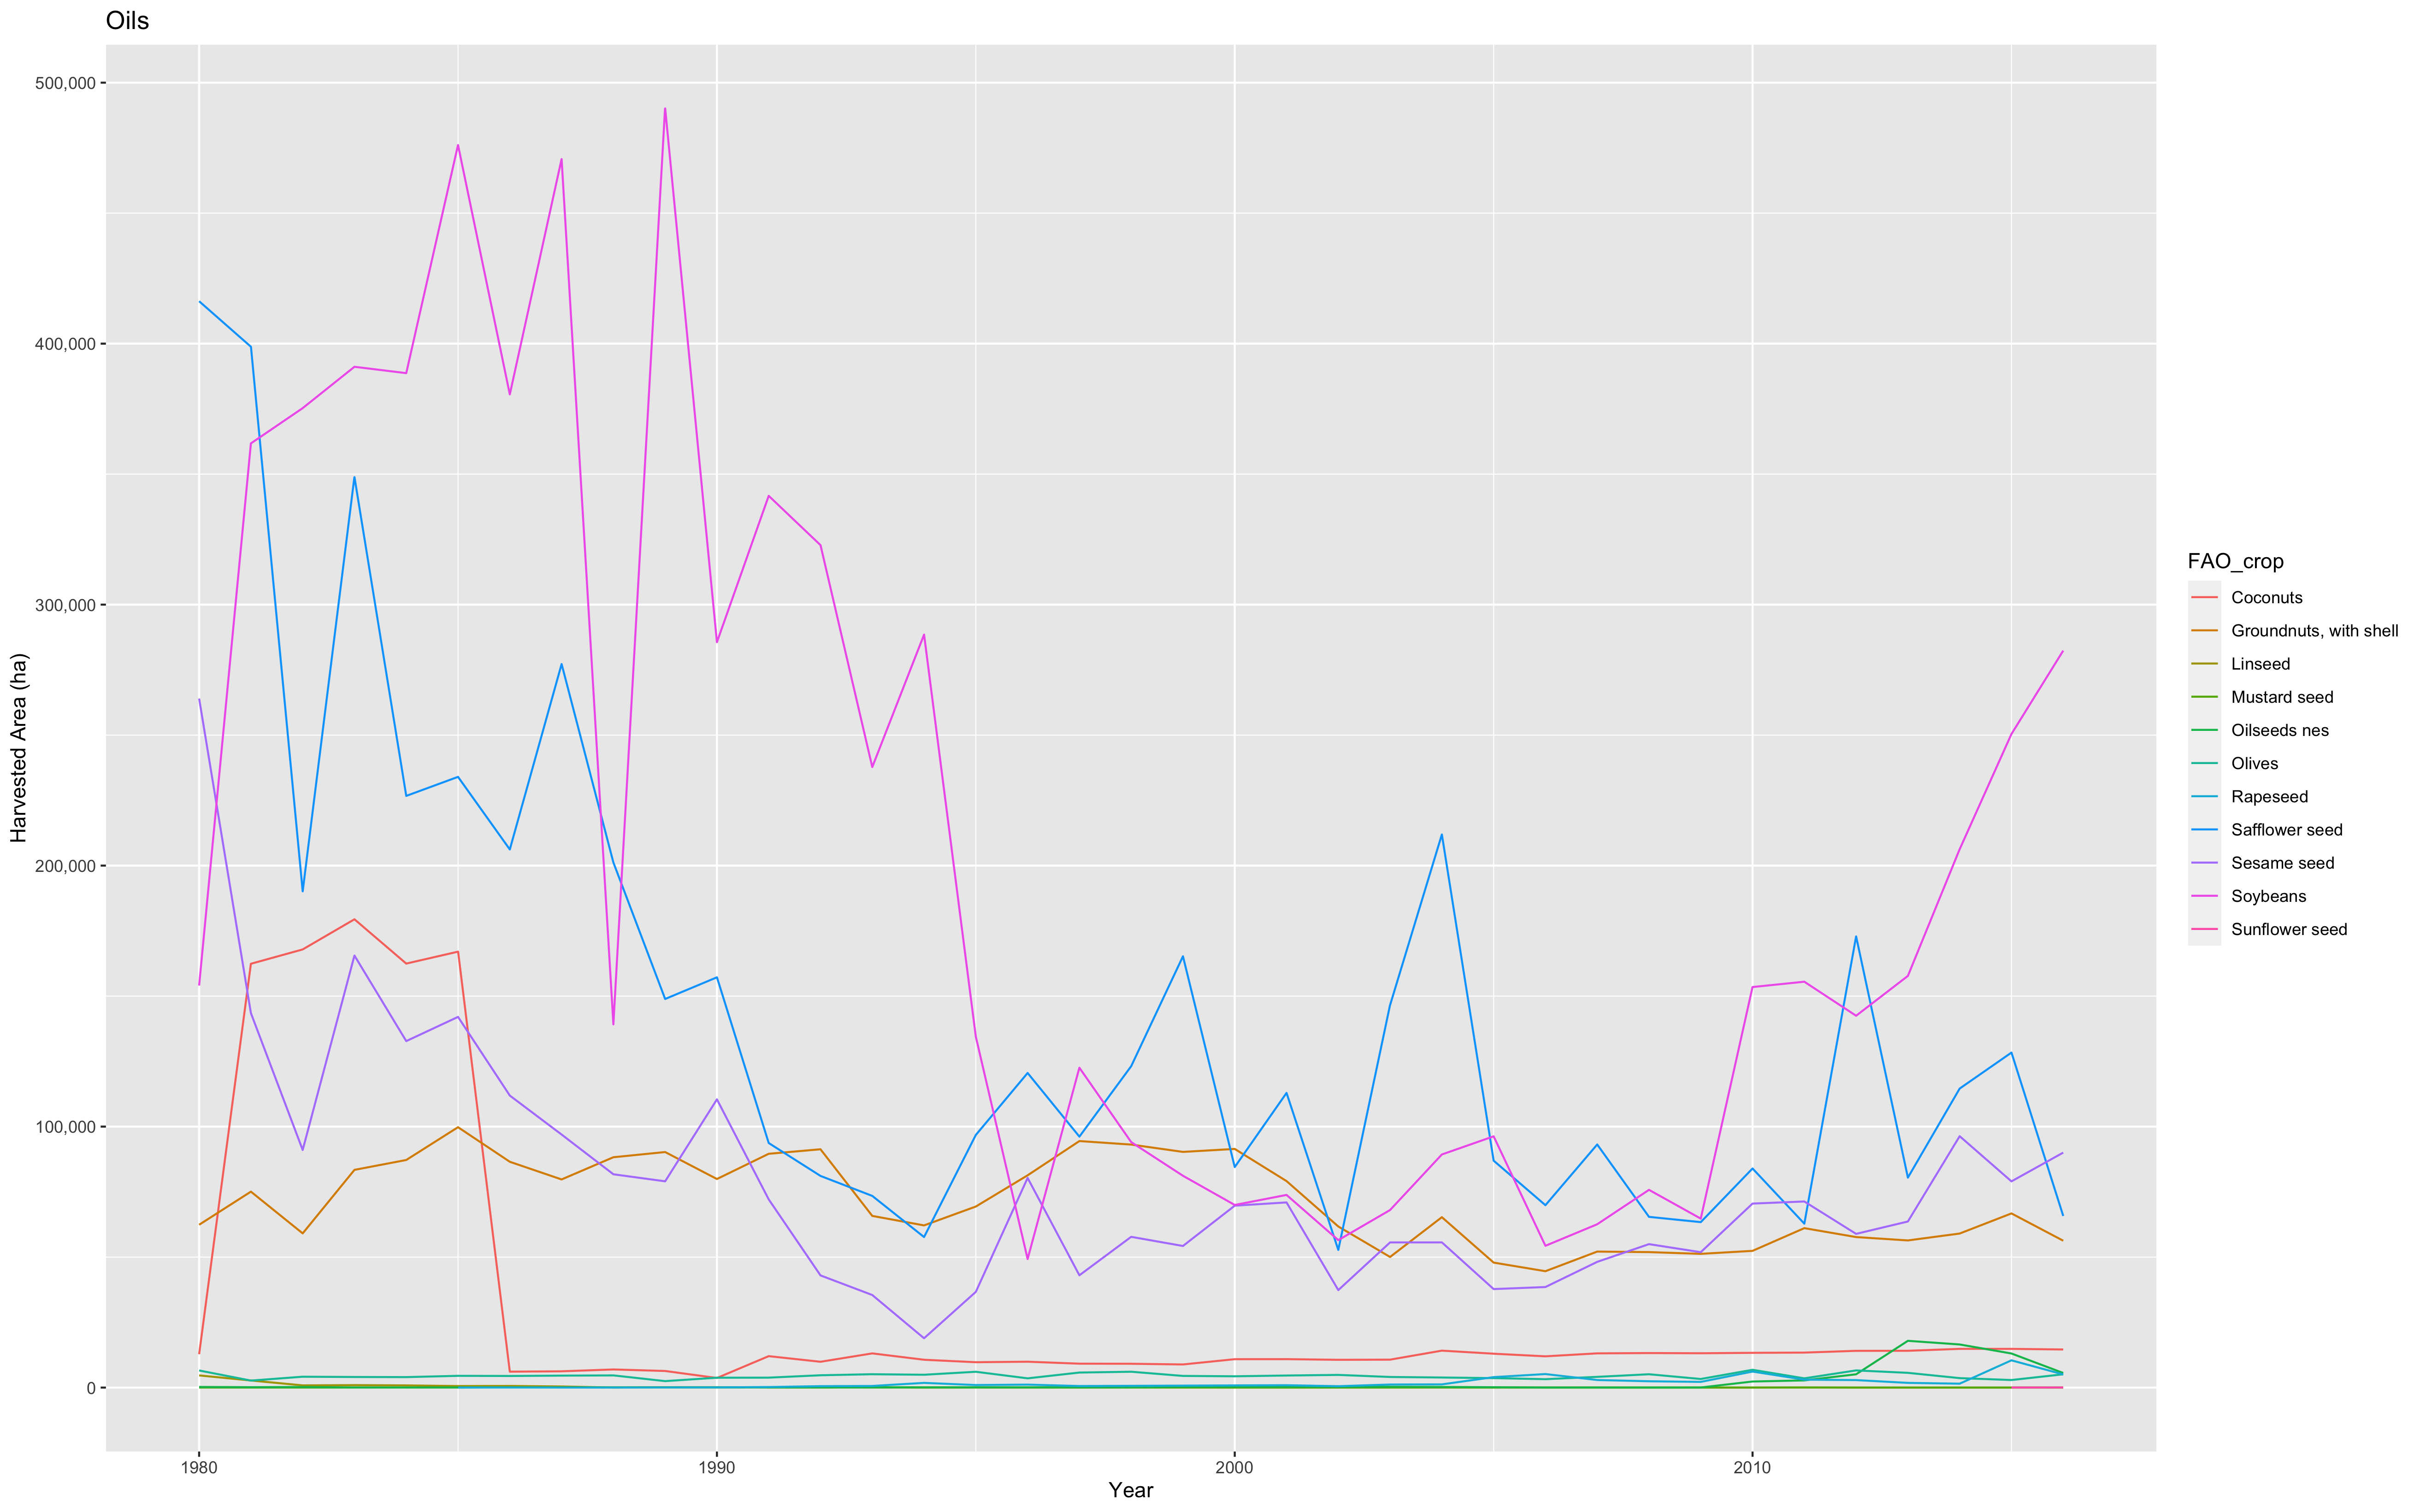 Oils
500,000
400,000
300,000
200,000
100,000
0
Harvested Area (ha)
1980
1990
2000
2010
Year
FAO_crop
Coconuts
Groundnuts, with shell
Linseed
Mustard seed
Oilseeds nes
Olives
Rapeseed
Safflower seed
Sesame seed
Soybeans
Sunflower seed